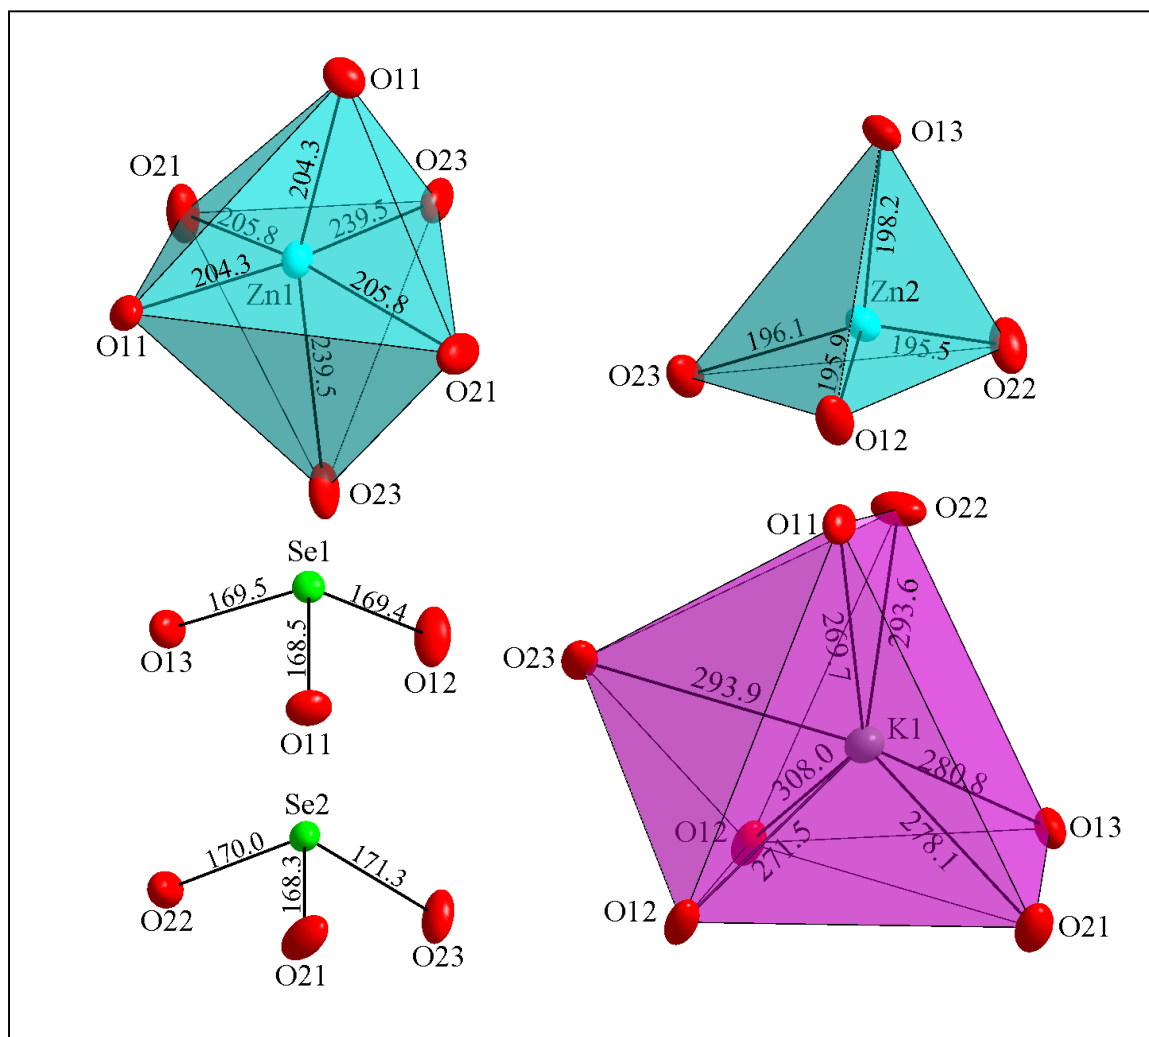 O11
O21
O23
204.3
205.8
239.5
204.3
Zn1
205.8
O11
239.5
O21
O23
O13
198.2
Zn2
196.1
195.9
195.5
O23
O22
O12
Se1
169.5
169.4
168.5
O13
O12
O11
Se2
170.0
168.3
171.3
O22
O21
O23
O11
O22
269.7
293.6
O23
293.9
K1
308.0
280.8
O12
271.5
278.1
O13
O12
O21